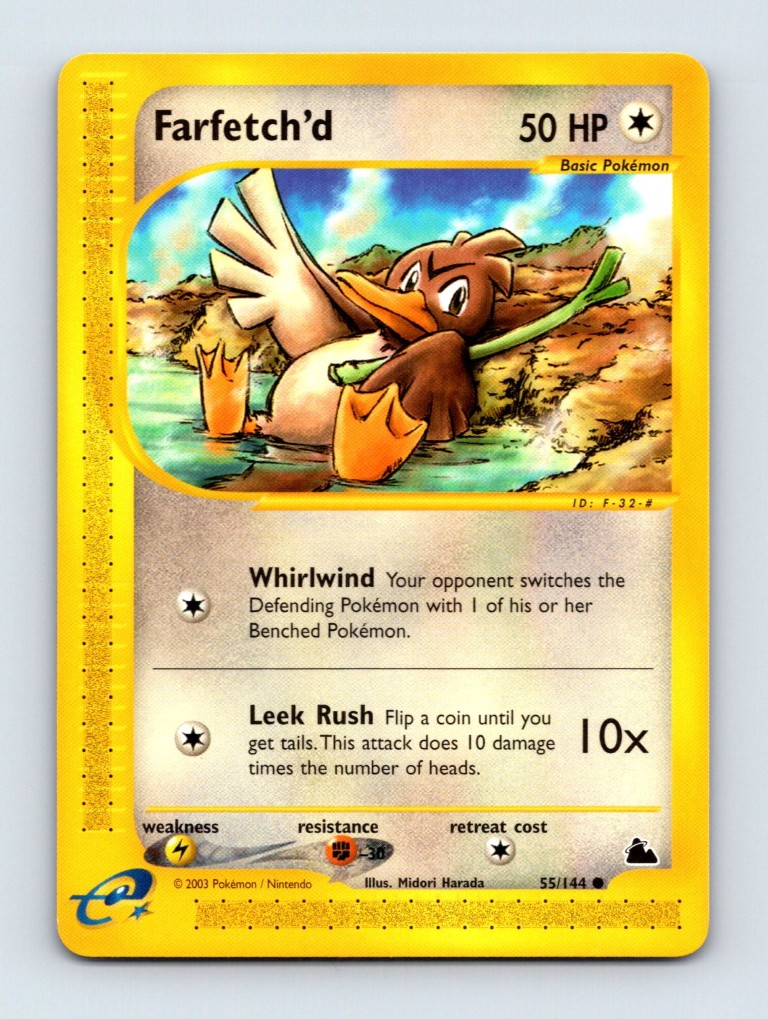 Farfetch'd 50 HP
Basic Pokémon
ID: F-32-#
Whirlwind Your opponent switches the
Defending Pokémon with 1 of his or her
Benched Pokémon.
Leek Rush Flip a coin until you
get tails. This attack does 10 damage
times the number of heads.
10x
weakness resistance retreat cost
-30
© 2003 Pokémon / Nintendo Illus. Midori Harada 55/144
e